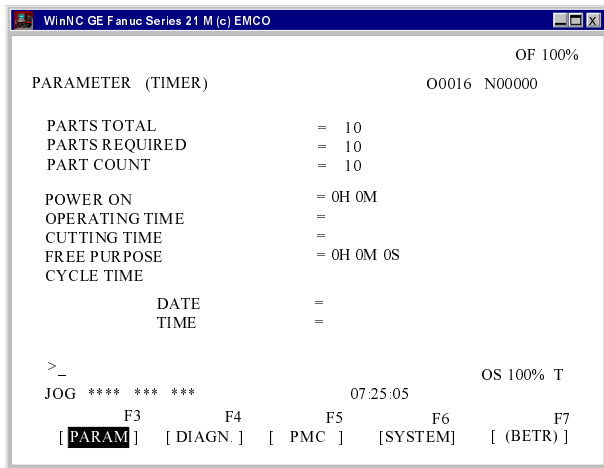 WinNC GE Fanuc Series 21 M (c) EMCO
OF 100%
PARAMETER (TIMER) O0016 N00000
PARTS TOTAL = 10
PARTS REQUIRED = 10
PART COUNT = 10
POWER ON = 0H 0M
OPERATING TIME =
CUTTING TIME =
FREE PURPOSE = 0H 0M 0S
CYCLE TIME
DATE =
TIME =
>_
OS 100% T
JOG **** *** *** 07:25:05
F3 F4 F5 F6 F7
[ PARAM ] [ DIAGN. ] [ PMC ] [SYSTEM] [ (BETR) ]